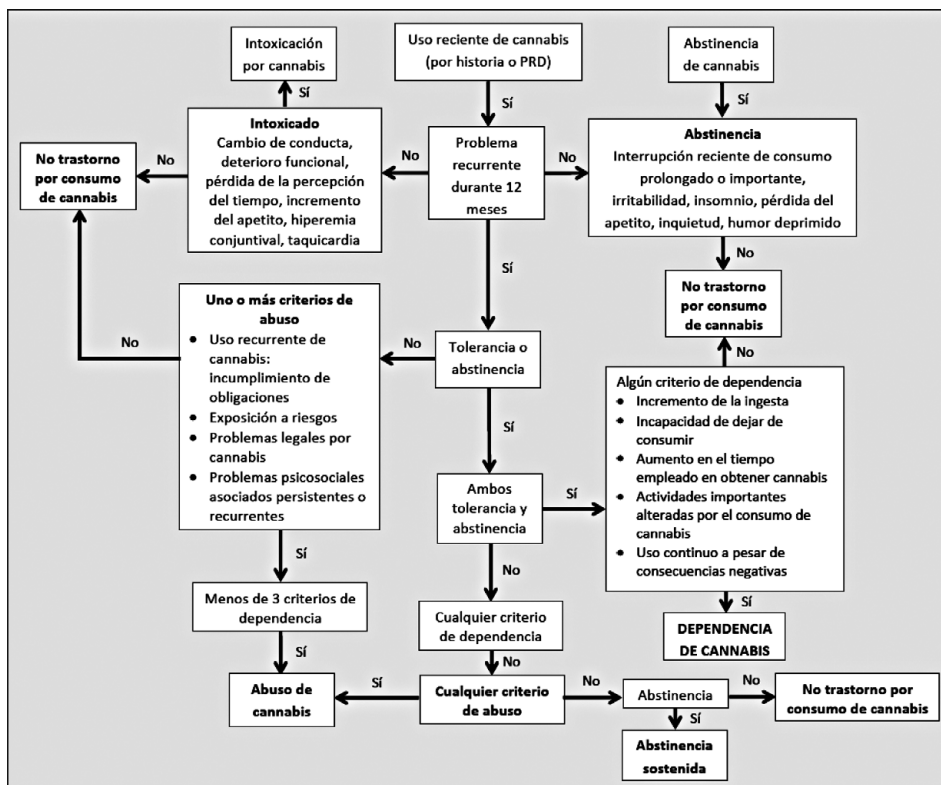 Intoxicación por
cannabis
Uso reciente de cannabis
(por historia o PRD)
Abstinencia
de cannabis
Sí
Sí
Sí
Intoxicado
Cambio de conducta,
deterioro funcional,
pérdida de la percepción
del tiempo, incremento
del apetito, hiperemia
conjuntival, taquicardia
No
No trastorno
por consumo
de cannabis
No
Problema
recurrente
durante 12
meses
No
Abstinencia
Interrupción reciente de consumo
prolongado o importante,
irritabilidad, insomnio, pérdida del
apetito, inquietud, humor deprimido
Sí
No
No trastorno
por consumo
de cannabis
No
Uno o más criterios de
abuso
• Uso recurrente de
cannabis:
incumplimiento de
obligaciones
• Exposición a riesgos
• Problemas legales por
cannabis
• Problemas psicosociales
asociados persistentes o
recurrentes
No
No
Tolerancia o
abstinencia
Sí
Algún criterio de dependencia
• Incremento de la ingesta
• Incapacidad de dejar de
consumir
• Aumento en el tiempo
empleado en obtener cannabis
• Actividades importantes
alteradas por el consumo de
cannabis
• Uso continuo a pesar de
consecuencias negativas
Ambos
tolerancia y
abstinencia
Sí
Sí
No
Sí
Menos de 3 criterios de
dependencia
Cualquier criterio
de dependencia
DEPENDENCIA
DE CANNABIS
Sí
No
Abuso de
cannabis
Sí
Cualquier criterio
de abuso
No
Abstinencia
No
No trastorno por
consumo de cannabis
Sí
Abstinencia
sostenida